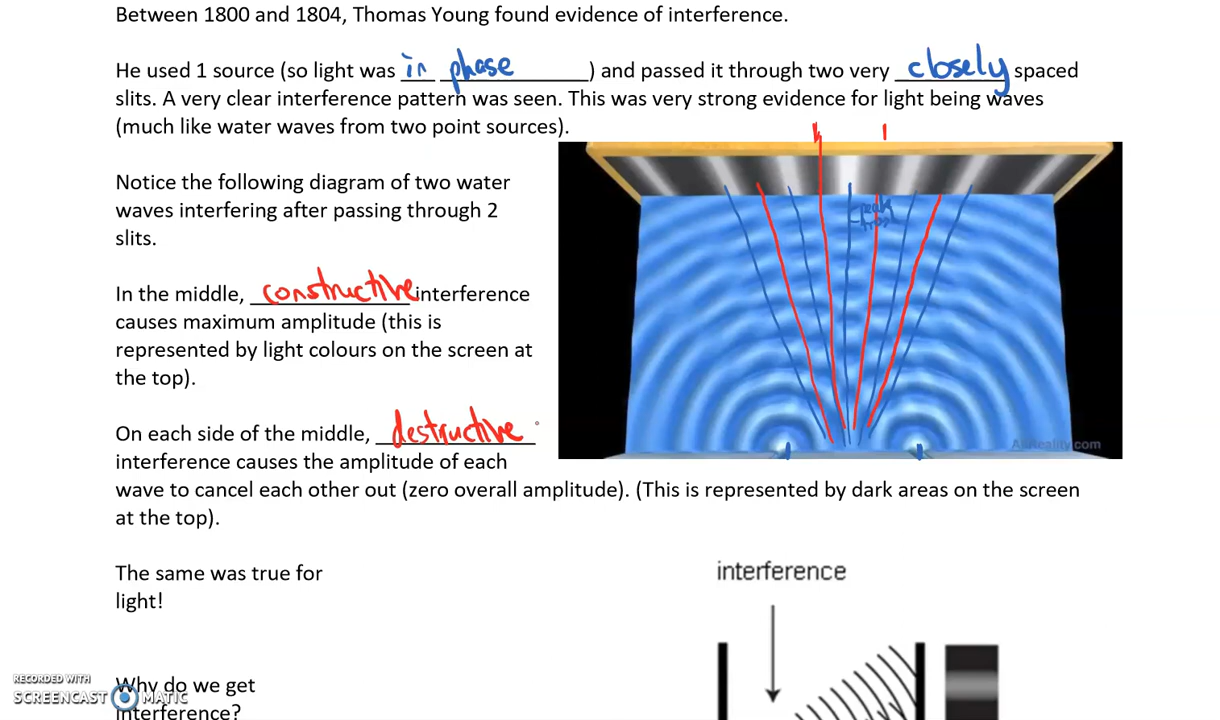 Between 1800 and 1804, Thomas Young found evidence of interference.
He used 1 source (so light was in phase) and passed it through two very closely spaced
slits. A very clear interference pattern was seen. This was very strong evidence for light being waves
(much like water waves from two point sources).
Notice the following diagram of two water
waves interfering after passing through 2
slits.
In the middle, constructive interference
causes maximum amplitude (this is
represented by light colours on the screen at
the top).
On each side of the middle, destructive
interference causes the amplitude of each
wave to cancel each other out (zero overall amplitude). (This is represented by dark areas on the screen
at the top).
The same was true for
light!
interference
Why do we get
interference?
RECORDED WITH
SCREENCAST MATIC